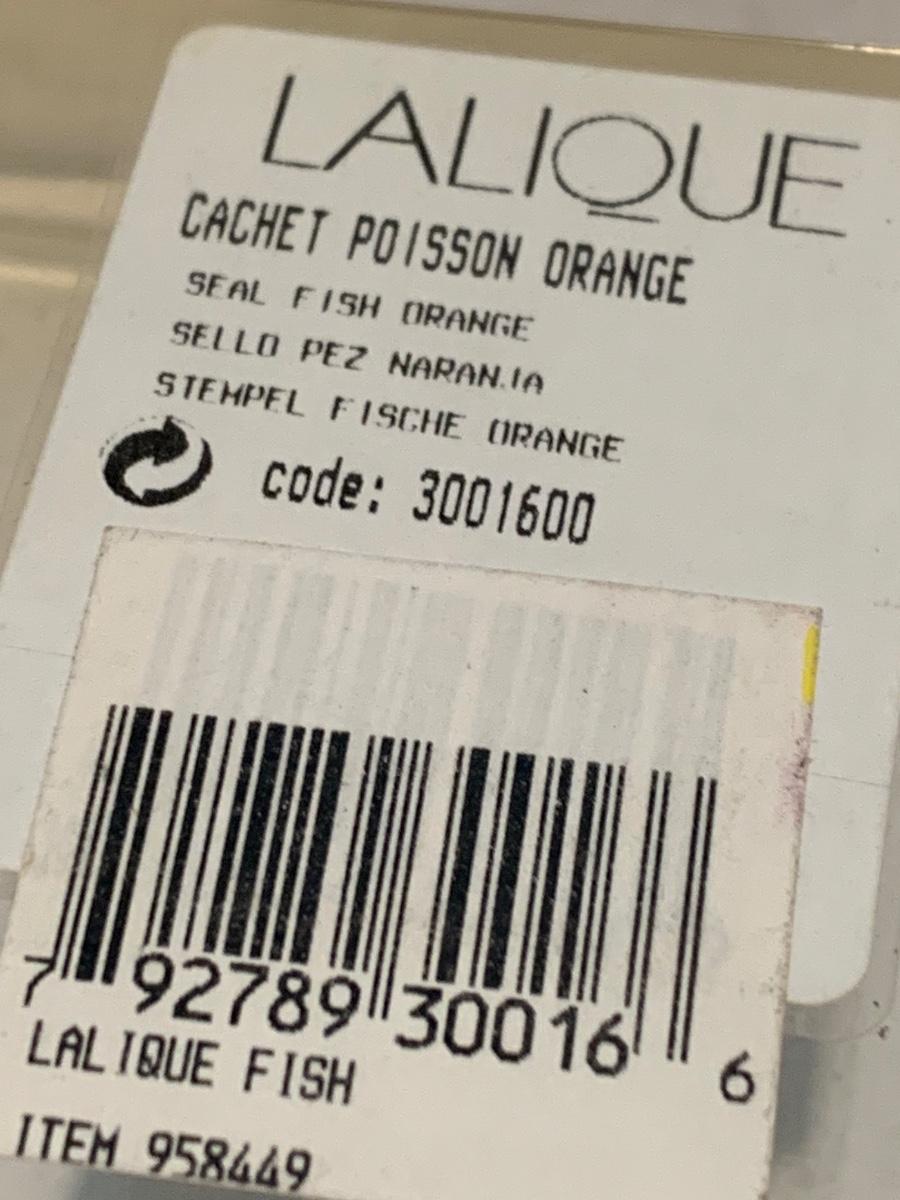 LALIQUE
CACHET POISSON ORANGE
SEAL FISH ORANGE
SELLO PEZ NARANJA
STEMPEL FISCHE ORANGE
code: 3001600
7 92789 30016 6
LALIQUE FISH
ITEM 958449